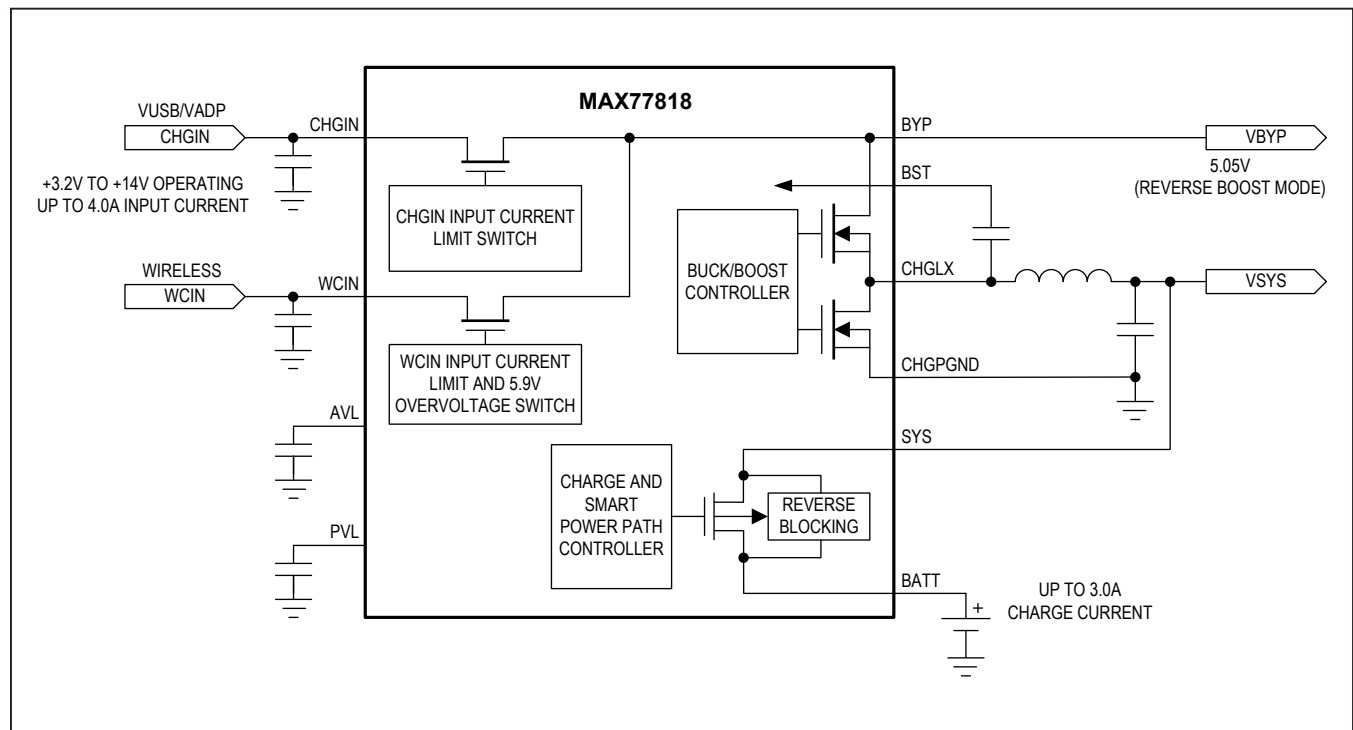 MAX77818
VUSB/VADP
CHGIN
CHGIN
+3.2V TO +14V OPERATING
UP TO 4.0A INPUT CURRENT
CHGIN INPUT CURRENT
LIMIT SWITCH
WIRELESS
WCIN
WCIN
WCIN INPUT CURRENT
LIMIT AND 5.9V
OVERVOLTAGE SWITCH
AVL
PVL
BYP
VBYP
5.05V
(REVERSE BOOST MODE)
BST
BUCK/BOOST
CONTROLLER
CHGLX
VSYS
CHGPGND
SYS
CHARGE AND
SMART
POWER PATH
CONTROLLER
REVERSE
BLOCKING
BATT
UP TO 3.0A
CHARGE CURRENT
+